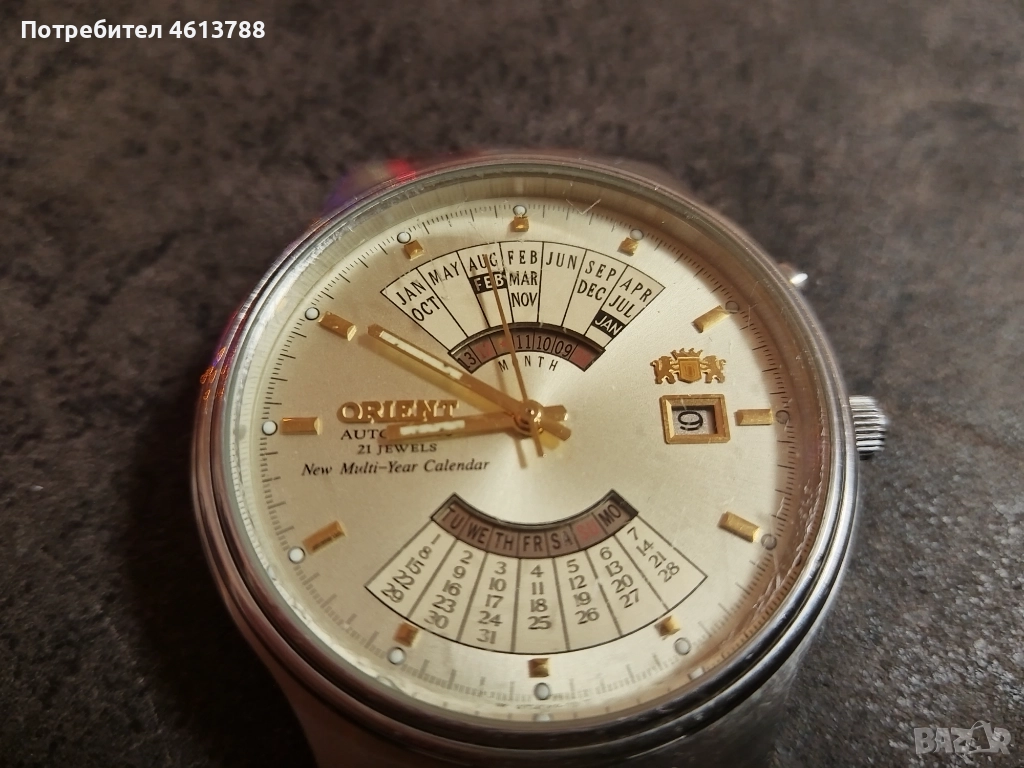 Потребител 4613788
JAN MAY AUG FEB JUN SEP APR
OCT FEB MAR DEC JUL
NOV JAN
11 10 09
MONTH
ORIENT
21 JEWELS
New Multi-Year Calendar
9
TU WE TH FR SA MO
1 2 3 4 5 6 7
8 9 10 11 12 13 14
15 16 17 18 19 20 21
22 23 24 25 26 27 28
29 30 31
BAZAR